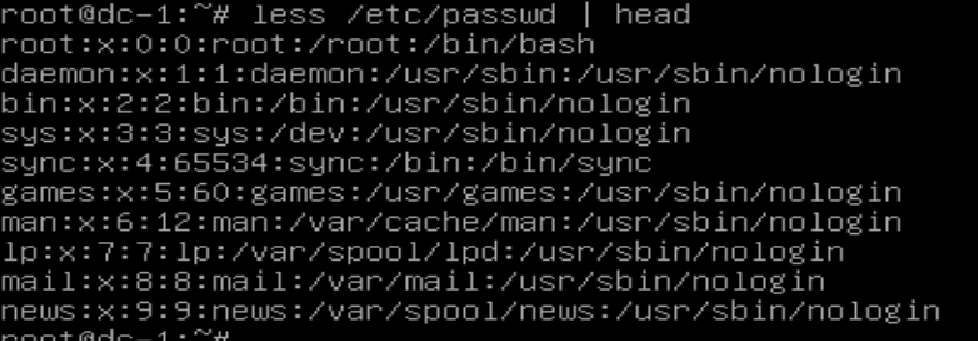 root@dc-1:~# less /etc/passwd | head
root:x:0:0:root:/root:/bin/bash
daemon:x:1:1:daemon:/usr/sbin:/usr/sbin/nologin
bin:x:2:2:bin:/bin:/usr/sbin/nologin
sys:x:3:3:sys:/dev:/usr/sbin/nologin
sync:x:4:65534:sync:/bin:/bin/sync
games:x:5:60:games:/usr/games:/usr/sbin/nologin
man:x:6:12:man:/var/cache/man:/usr/sbin/nologin
lp:x:7:7:lp:/var/spool/lpd:/usr/sbin/nologin
mail:x:8:8:mail:/var/mail:/usr/sbin/nologin
news:x:9:9:news:/var/spool/news:/usr/sbin/nologin
root@dc-1:~#